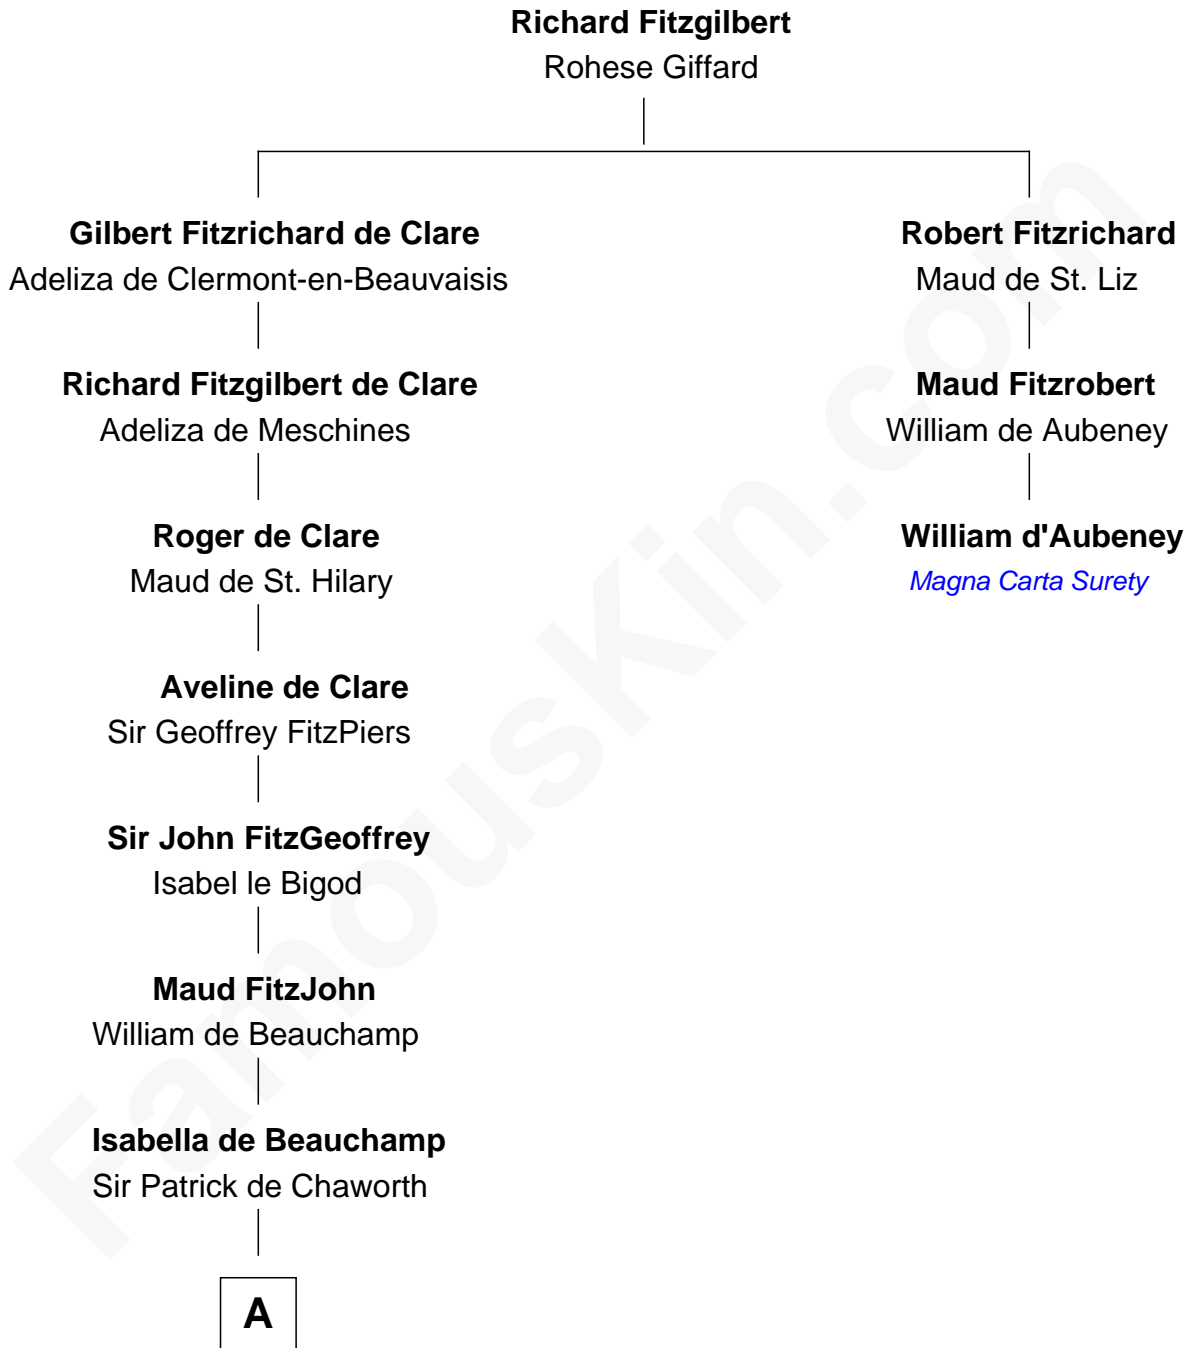 Richard Fitzgilbert
Rohese Giffard
Gilbert Fitzrichard de Clare
Adeliza de Clermont-en-Beauvaisis
Robert Fitzrichard
Maud de St. Liz
Richard Fitzgilbert de Clare
Adeliza de Meschines
Maud Fitzrobert
William de Aubeney
Roger de Clare
Maud de St. Hilary
William d'Aubeney
Magna Carta Surety
Aveline de Clare
Sir Geoffrey FitzPiers
Sir John FitzGeoffrey
Isabel le Bigod
Maud FitzJohn
William de Beauchamp
Isabella de Beauchamp
Sir Patrick de Chaworth
A
FamousKin.com